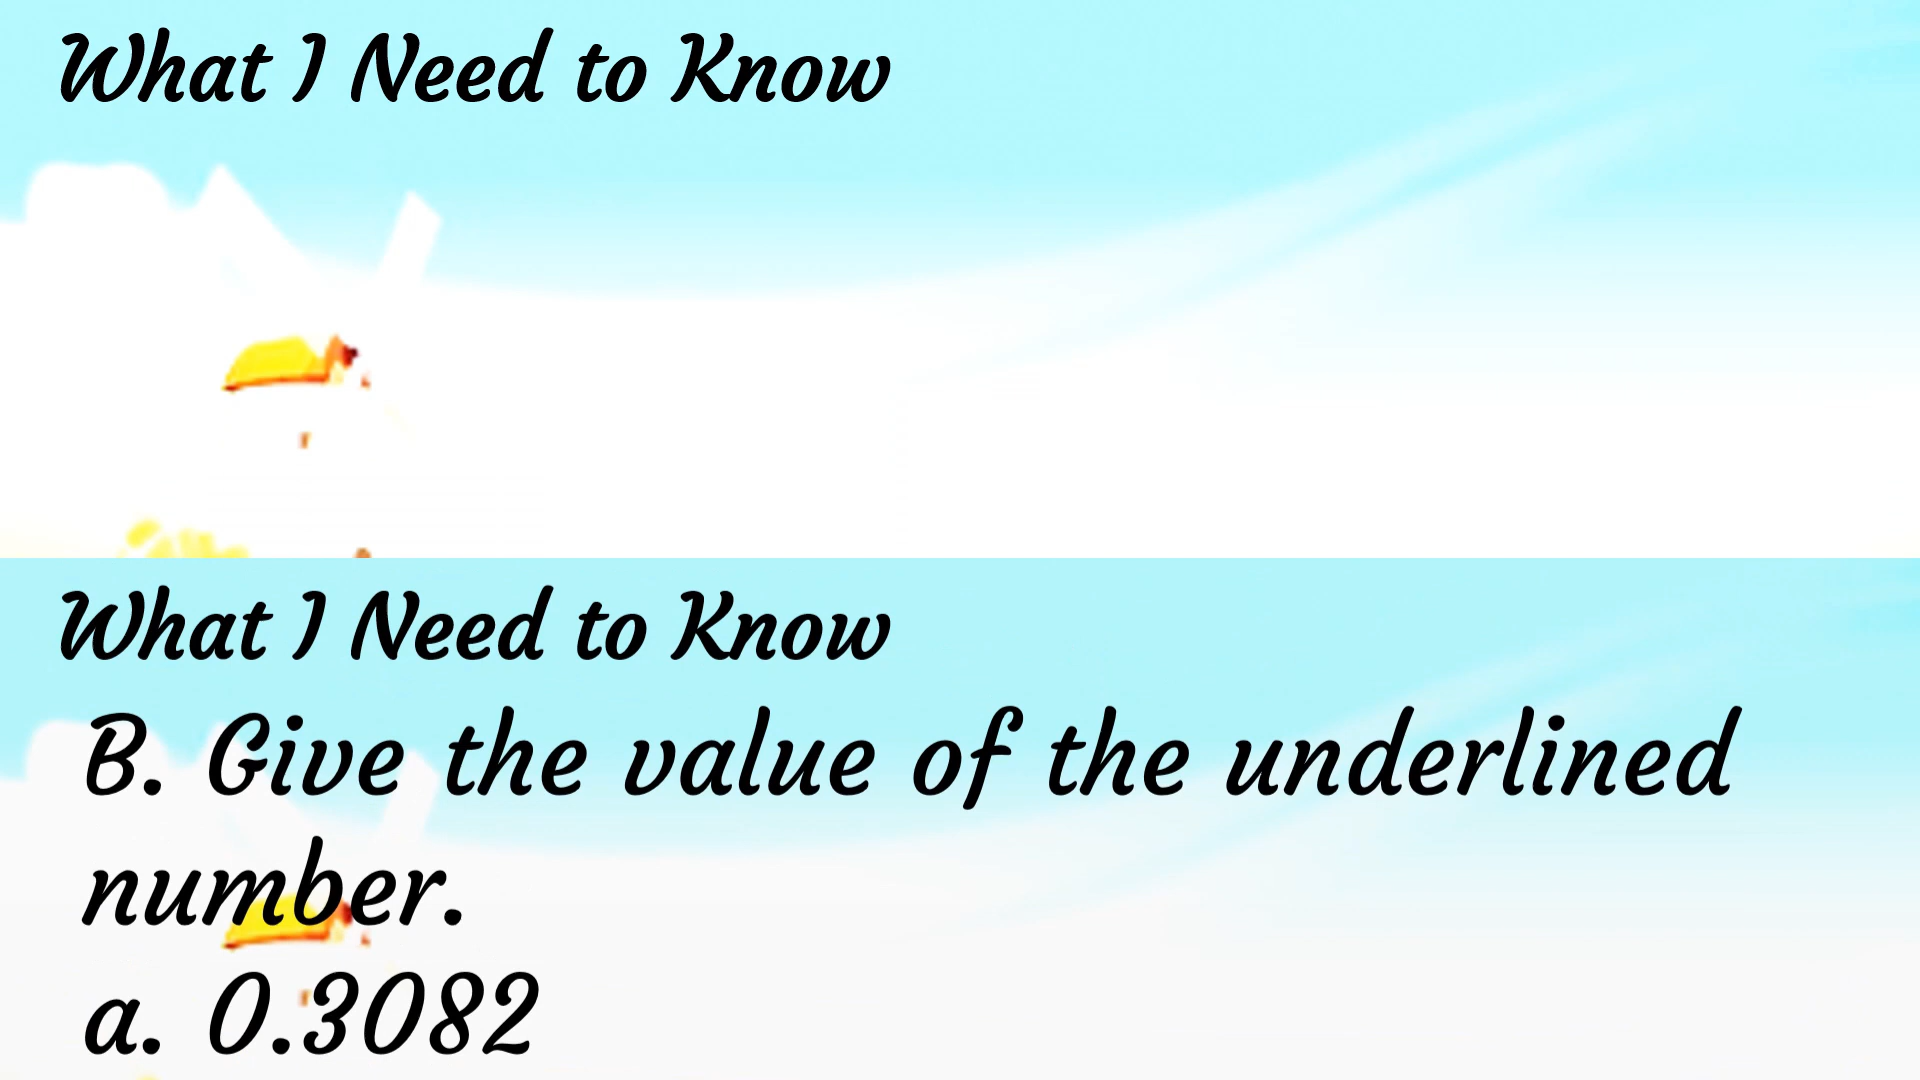 What I Need to Know
What I Need to Know
B. Give the value of the underlined
number.
a. 0.3082